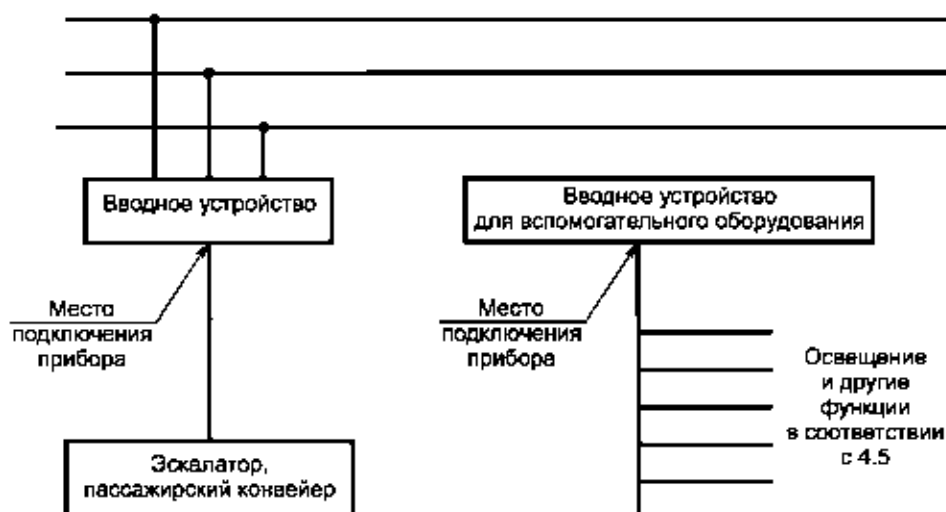 Вводное устройство
Вводное устройство
для вспомогательного оборудования
Место
подключения
прибора
Место
подключения
прибора
Освещение
и другие
функции
в соответствии
с 4.5
Эскалатор,
пассажирский конвейер